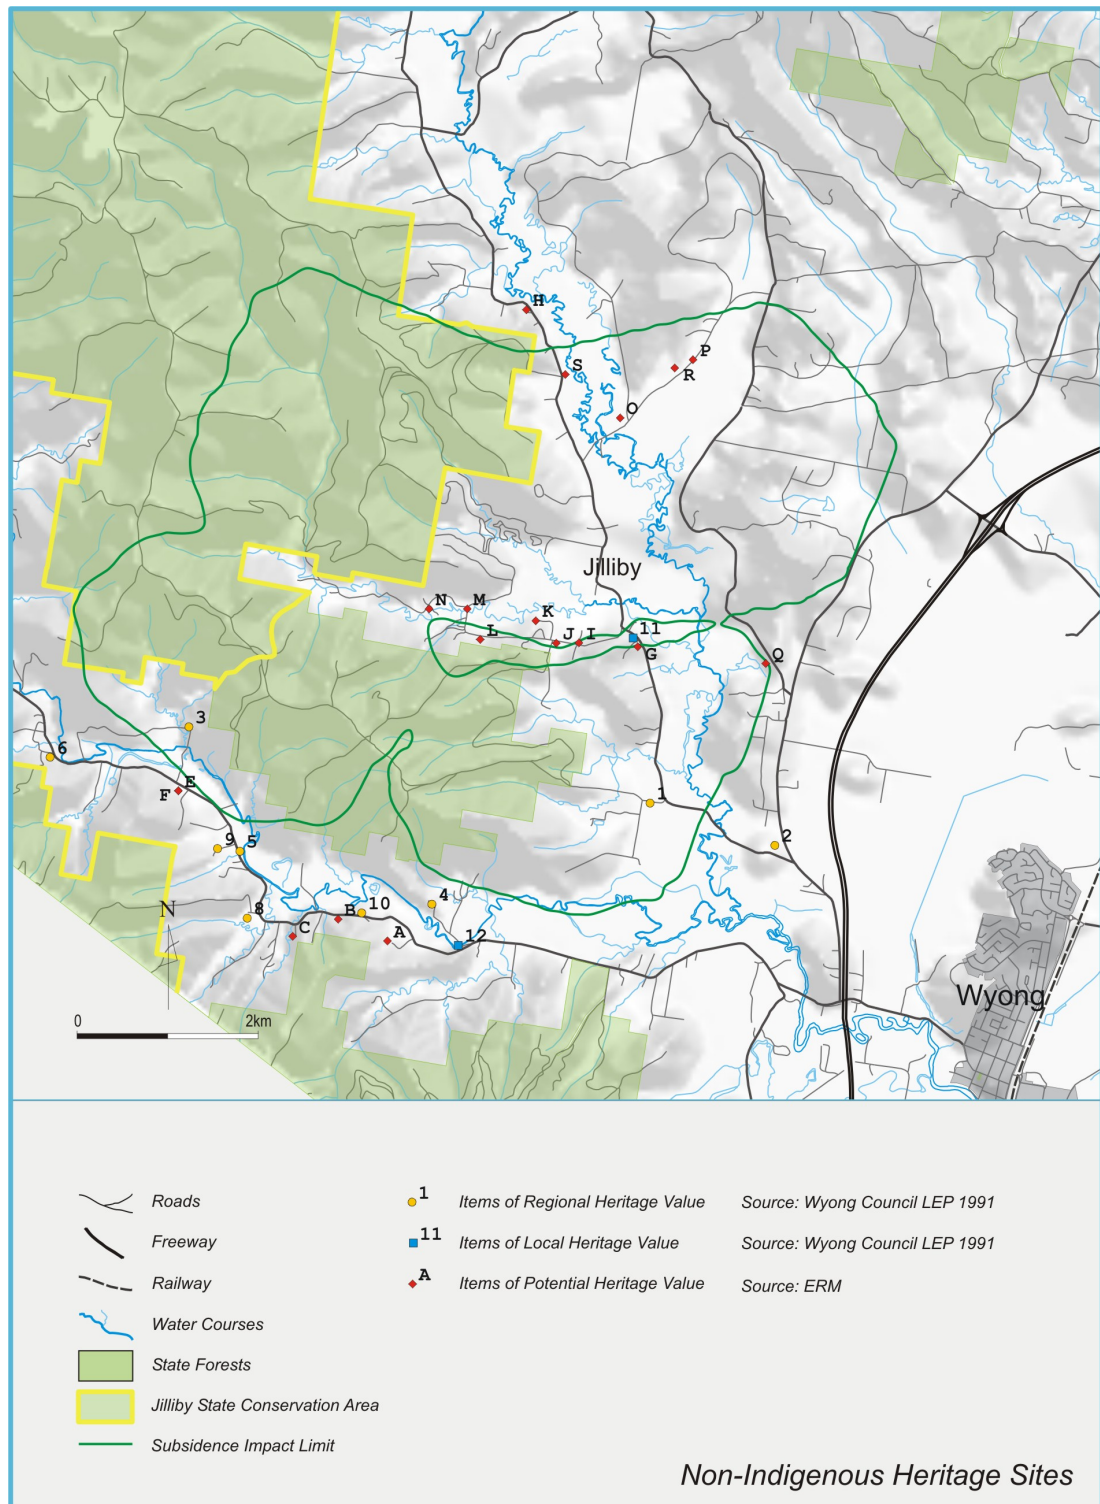 H
S
P
R
O
Jilliby
N
M
K
L
J
I
11
G
Q
3
6
E
F
1
2
9
5
4
N
8
B
10
C
A
12
Wyong
0
2km
Roads
1
Items of Regional Heritage Value
Source: Wyong Council LEP 1991
Freeway
11
Items of Local Heritage Value
Source: Wyong Council LEP 1991
Railway
A
Items of Potential Heritage Value
Source: ERM
Water Courses
State Forests
Jilliby State Conservation Area
Subsidence Impact Limit
Non-Indigenous Heritage Sites